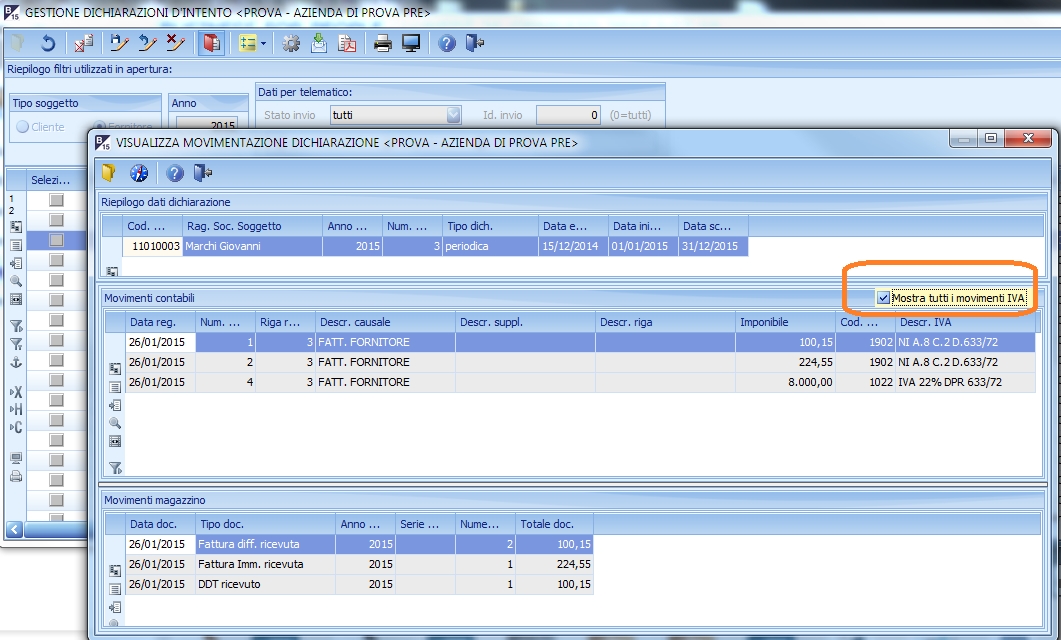 B 15 GESTIONE DICHIARAZIONI D'INTENTO <PROVA - AZIENDA DI PROVA PRE>
Riepilogo filtri utilizzati in apertura:
Tipo soggetto
Cliente
Fornitore
Anno
2015
Dati per telematico:
Stato invio tutti Id. invio 0 (0=tutti)
Selezi...
1
2
X
H
C
B 15 VISUALIZZA MOVIMENTAZIONE DICHIARAZIONE <PROVA - AZIENDA DI PROVA PRE>
Riepilogo dati dichiarazione
Cod. ... Rag. Soc. Soggetto Anno ... Num. ... Tipo dich. Data e... Data ini... Data sc...
11010003 Marchi Giovanni 2015 3 periodica 15/12/2014 01/01/2015 31/12/2015
Movimenti contabili Mostra tutti i movimenti IVA
Data reg. Num. ... Riga r... Descr. causale Descr. suppl. Descr. riga Imponibile Cod. ... Descr. IVA
26/01/2015 1 3 FATT. FORNITORE 100,15 1902 NI A.8 C.2 D.633/72
26/01/2015 2 3 FATT. FORNITORE 224,55 1902 NI A.8 C.2 D.633/72
26/01/2015 4 3 FATT. FORNITORE 8.000,00 1022 IVA 22% DPR 633/72
Movimenti magazzino
Data doc. Tipo doc. Anno ... Serie ... Nume... Totale doc.
26/01/2015 Fattura diff. ricevuta 2015 2 100,15
26/01/2015 Fattura Imm. ricevuta 2015 1 224,55
26/01/2015 DDT ricevuto 2015 1 100,15